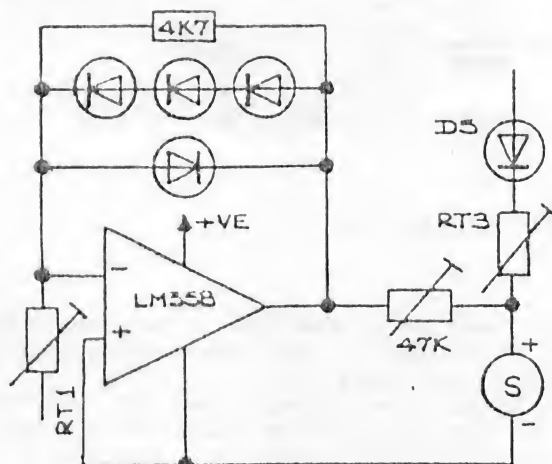 4K7
D5
+VE
RT3
-
LM358
+
47K
+
RT1
S
-